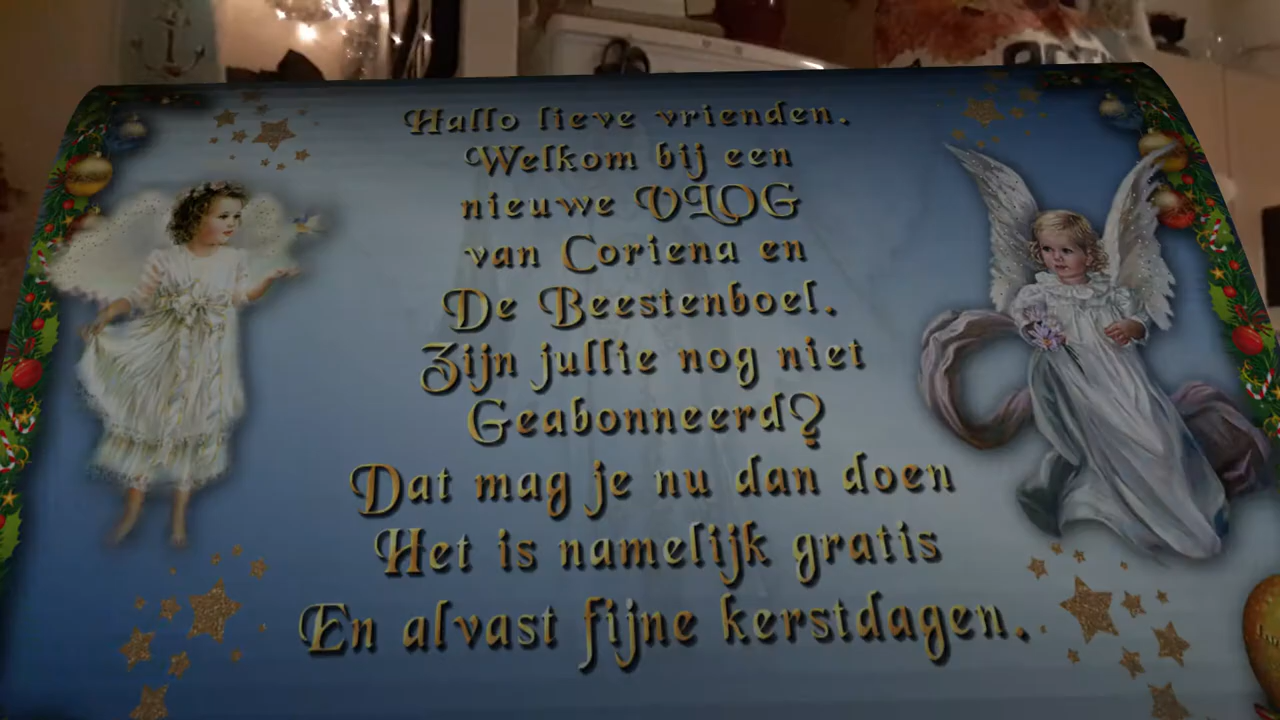 Hallo lieve vrienden.
Welkom bij een
nieuwe VLOG
van Coriena en
De Beestenboel.
Zijn jullie nog niet
Geabonneerd?
Dat mag je nu dan doen
Het is namelijk gratis
En alvast fijne kerstdagen.